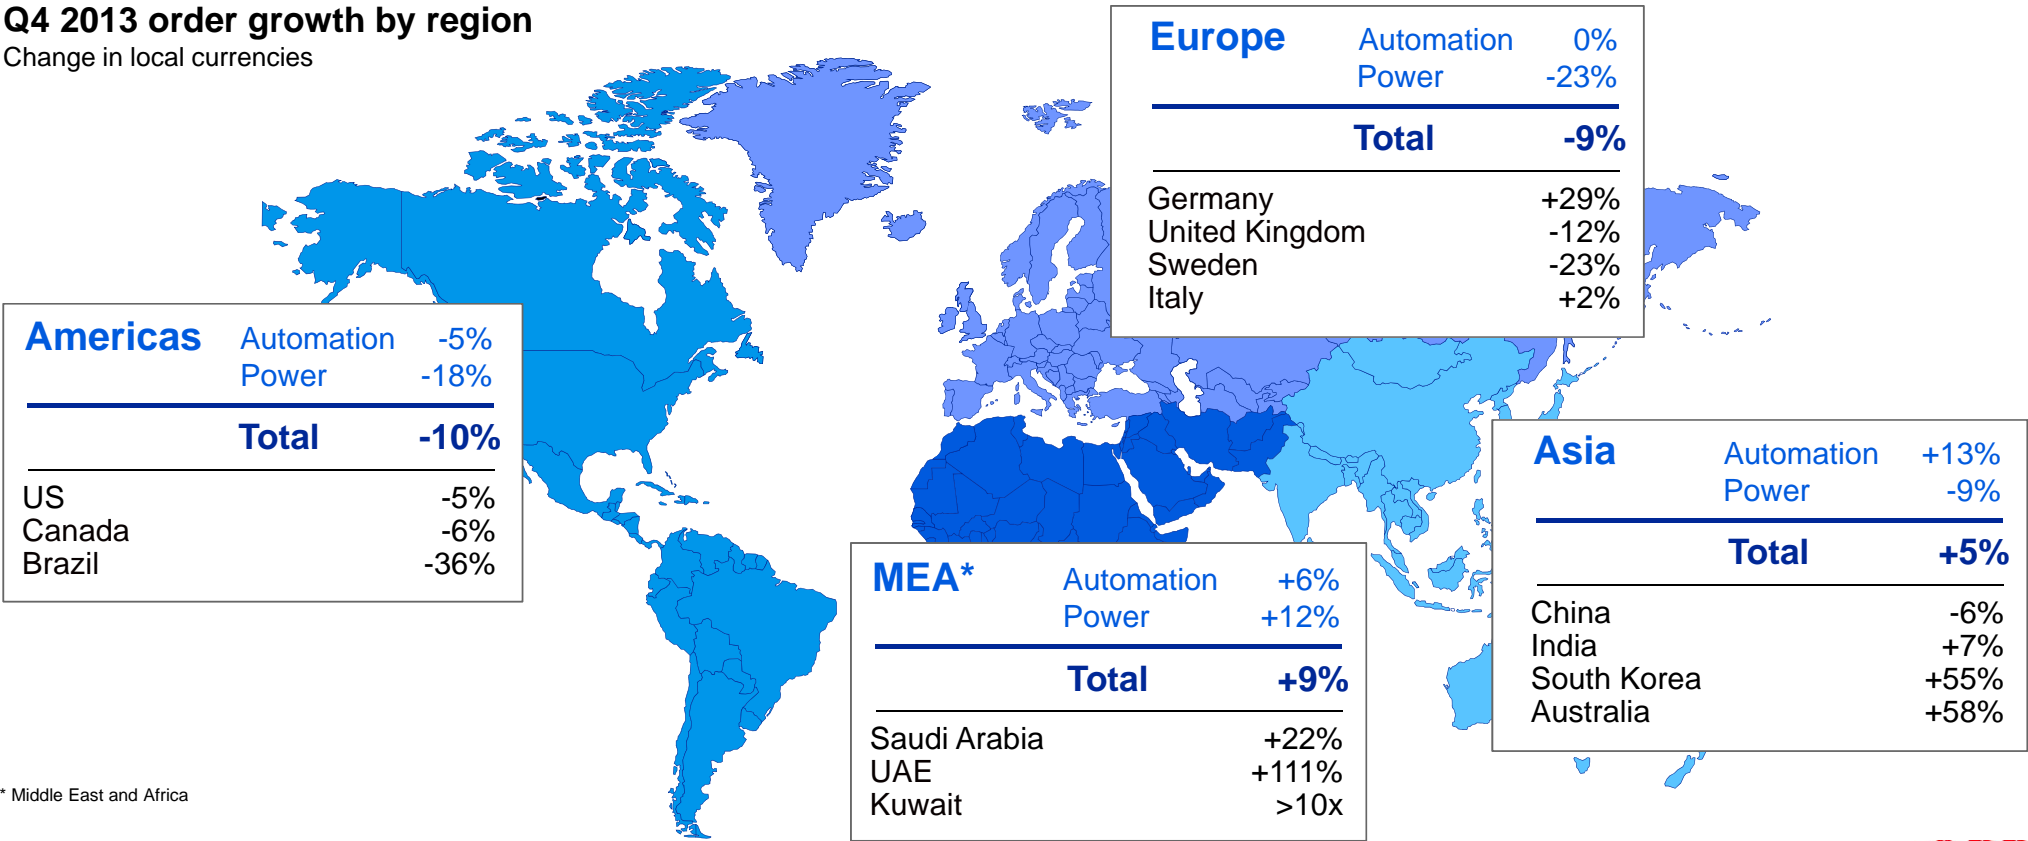 Q4 2013 order growth by region
Change in local currencies
Europe Automation 0%
Power -23%
Total -9%
Germany +29%
United Kingdom -12%
Sweden -23%
Italy +2%
Americas Automation -5%
Power -18%
Total -10%
US -5%
Canada -6%
Brazil -36%
Asia Automation +13%
Power -9%
Total +5%
China -6%
India +7%
South Korea +55%
Australia +58%
MEA* Automation +6%
Power +12%
Total +9%
Saudi Arabia +22%
UAE +111%
Kuwait >10x
* Middle East and Africa